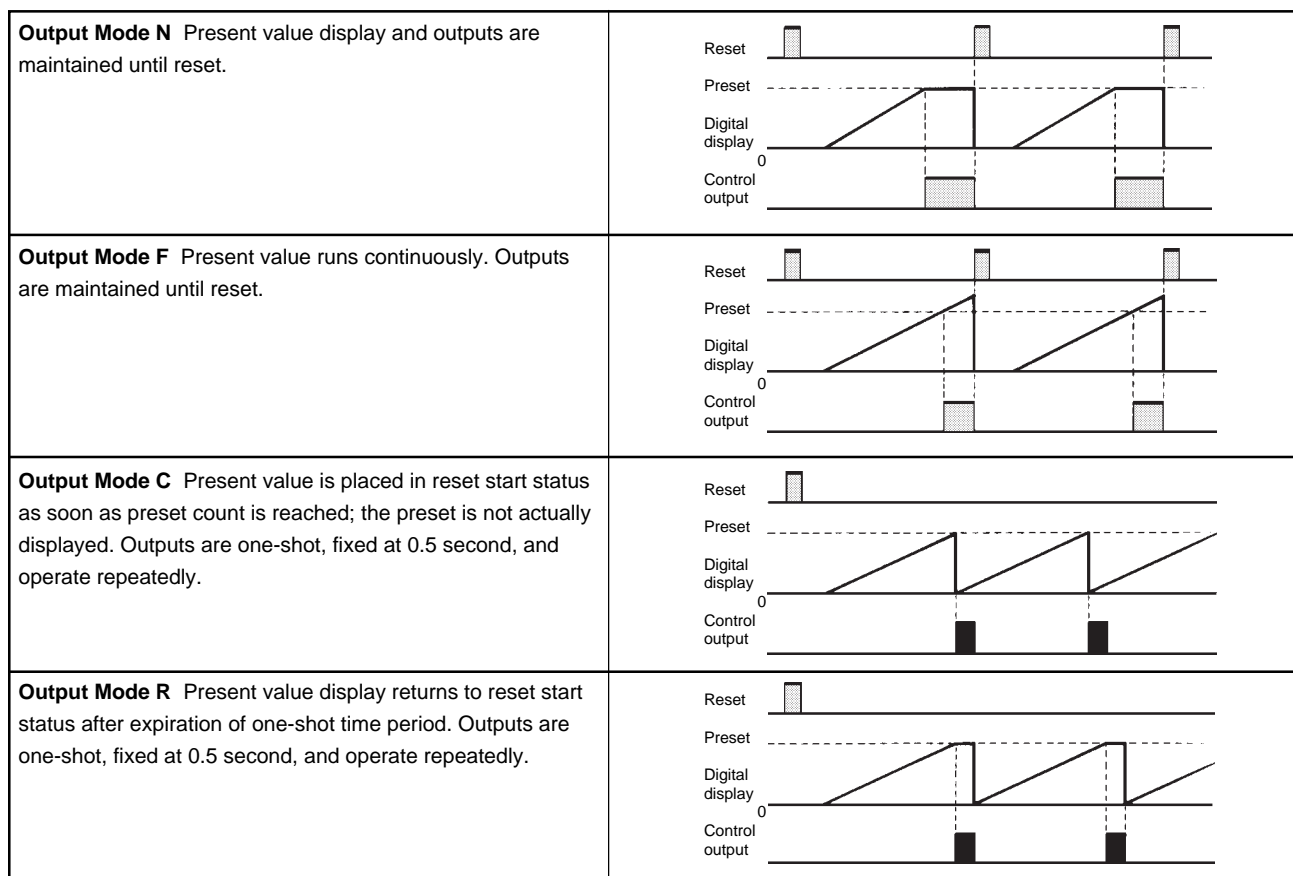 Output Mode N  Present value display and outputs are
maintained until reset.
Reset
Preset
Digital
display
0
Control
output
Output Mode F  Present value runs continuously. Outputs
are maintained until reset.
Reset
Preset
Digital
display
0
Control
output
Output Mode C  Present value is placed in reset start status
as soon as preset count is reached; the preset is not actually
displayed. Outputs are one-shot, fixed at 0.5 second, and
operate repeatedly.
Reset
Preset
Digital
display
0
Control
output
Output Mode R  Present value display returns to reset start
status after expiration of one-shot time period. Outputs are
one-shot, fixed at 0.5 second, and operate repeatedly.
Reset
Preset
Digital
display
0
Control
output